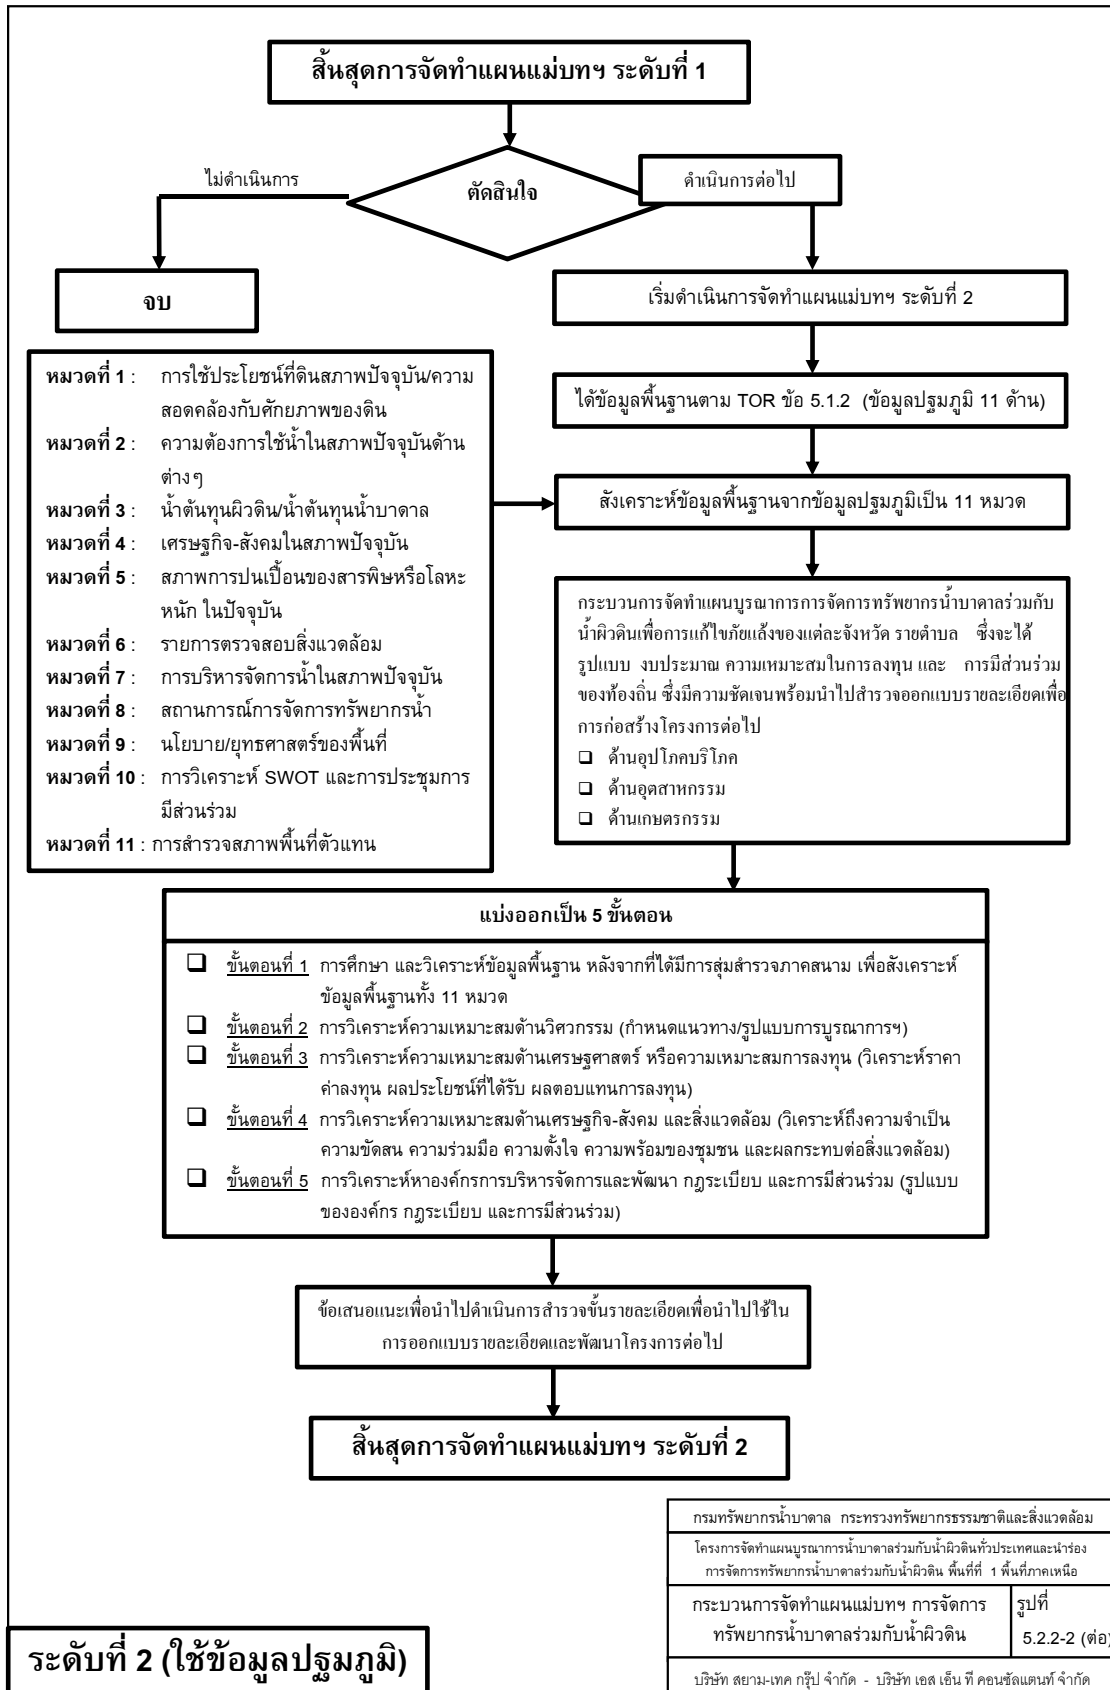 สิ้นสุดการจัดทำแผนแม่บทฯ ระดับที่ 1
ตัดสินใจ
ไม่ดำเนินการ
ดำเนินการต่อไป
จบ
เริ่มดำเนินการจัดทำแผนแม่บทฯ ระดับที่ 2
ได้ข้อมูลพื้นฐานตาม TOR ข้อ 5.1.2 (ข้อมูลปฐมภูมิ 11 ด้าน)
สังเคราะห์ข้อมูลพื้นฐานจากข้อมูลปฐมภูมิเป็น 11 หมวด
หมวดที่ 1 : การใช้ประโยชน์ที่ดินสภาพปัจจุบัน/ความ
สอดคล้องกับศักยภาพของดิน
หมวดที่ 2 : ความต้องการใช้น้ำในสภาพปัจจุบันด้าน
ต่างๆ
หมวดที่ 3 : น้ำต้นทุนผิวดิน/น้ำต้นทุนน้ำบาดาล
หมวดที่ 4 : เศรษฐกิจ-สังคมในสภาพปัจจุบัน
หมวดที่ 5 : สภาพการปนเปื้อนของสารพิษหรือโลหะ
หนัก ในปัจจุบัน
หมวดที่ 6 : รายการตรวจสอบสิ่งแวดล้อม
หมวดที่ 7 : การบริหารจัดการน้ำในสภาพปัจจุบัน
หมวดที่ 8 : สถานการณ์การจัดการทรัพยากรน้ำ
หมวดที่ 9 : นโยบาย/ยุทธศาสตร์ของพื้นที่
หมวดที่ 10 : การวิเคราะห์ SWOT และการประชุมการ
มีส่วนร่วม
หมวดที่ 11 : การสำรวจสภาพพื้นที่ตัวแทน
กระบวนการจัดทำแผนบูรณาการการจัดการทรัพยากรน้ำบาดาลร่วมกับ
น้ำผิวดินเพื่อการแก้ไขภัยแล้งของแต่ละจังหวัด รายตำบล ซึ่งจะได้
รูปแบบ งบประมาณ ความเหมาะสมในการลงทุน และ การมีส่วนร่วม
ของท้องถิ่น ซึ่งมีความชัดเจนพร้อมนำไปสำรวจออกแบบรายละเอียดเพื่อ
การก่อสร้างโครงการต่อไป
❑ ด้านอุปโภคบริโภค
❑ ด้านอุตสาหกรรม
❑ ด้านเกษตรกรรม
แบ่งออกเป็น 5 ขั้นตอน
❑ ขั้นตอนที่ 1 การศึกษา และวิเคราะห์ข้อมูลพื้นฐาน หลังจากที่ได้มีการสุ่มสำรวจภาคสนาม เพื่อสังเคราะห์
ข้อมูลพื้นฐานทั้ง 11 หมวด
❑ ขั้นตอนที่ 2 การวิเคราะห์ความเหมาะสมด้านวิศวกรรม (กำหนดแนวทาง/รูปแบบการบูรณาการฯ)
❑ ขั้นตอนที่ 3 การวิเคราะห์ความเหมาะสมด้านเศรษฐศาสตร์ หรือความเหมาะสมการลงทุน (วิเคราะห์ราคา
ค่าลงทุน ผลประโยชน์ที่ได้รับ ผลตอบแทนการลงทุน)
❑ ขั้นตอนที่ 4 การวิเคราะห์ความเหมาะสมด้านเศรษฐกิจ-สังคม และสิ่งแวดล้อม (วิเคราะห์ถึงความจำเป็น
ความขัดสน ความร่วมมือ ความตั้งใจ ความพร้อมของชุมชน และผลกระทบต่อสิ่งแวดล้อม)
❑ ขั้นตอนที่ 5 การวิเคราะห์หาองค์กรการบริหารจัดการและพัฒนา กฎระเบียบ และการมีส่วนร่วม (รูปแบบ
ขององค์กร กฎระเบียบ และการมีส่วนร่วม)
ข้อเสนอแนะเพื่อนำไปดำเนินการสำรวจขั้นรายละเอียดเพื่อนำไปใช้ใน
การออกแบบรายละเอียดและพัฒนาโครงการต่อไป
สิ้นสุดการจัดทำแผนแม่บทฯ ระดับที่ 2
กรมทรัพยากรน้ำบาดาล กระทรวงทรัพยากรธรรมชาติและสิ่งแวดล้อม
โครงการจัดทำแผนบูรณาการน้ำบาดาลร่วมกับน้ำผิวดินทั่วประเทศและนำร่อง
การจัดการทรัพยากรน้ำบาดาลร่วมกับน้ำผิวดิน พื้นที่ที่ 1 พื้นที่ภาคเหนือ
กระบวนการจัดทำแผนแม่บทฯ การจัดการ
ทรัพยากรน้ำบาดาลร่วมกับน้ำผิวดิน
รูปที่
5.2.2-2 (ต่อ)
บริษัท สยาม-เทค กรุ๊ป จำกัด - บริษัท เอส เอ็น ที คอนซัลแตนท์ จำกัด
ระดับที่ 2 (ใช้ข้อมูลปฐมภูมิ)